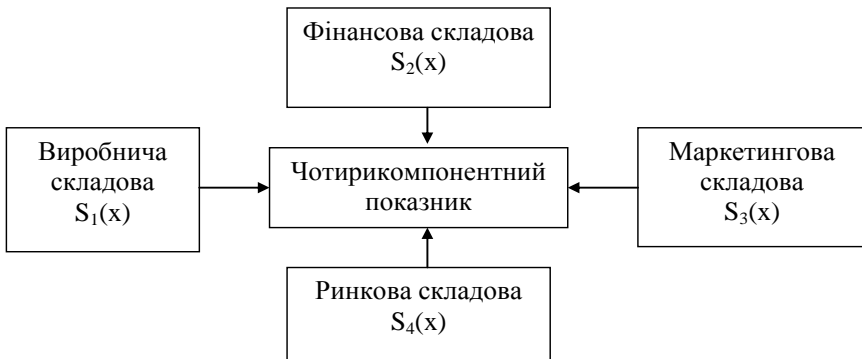 Фінансова складова
S₂(x)
Виробнича
складова
S₁(x)
Чотирикомпонентний
показник
Маркетингова
складова
S₃(x)
Ринкова складова
S₄(x)